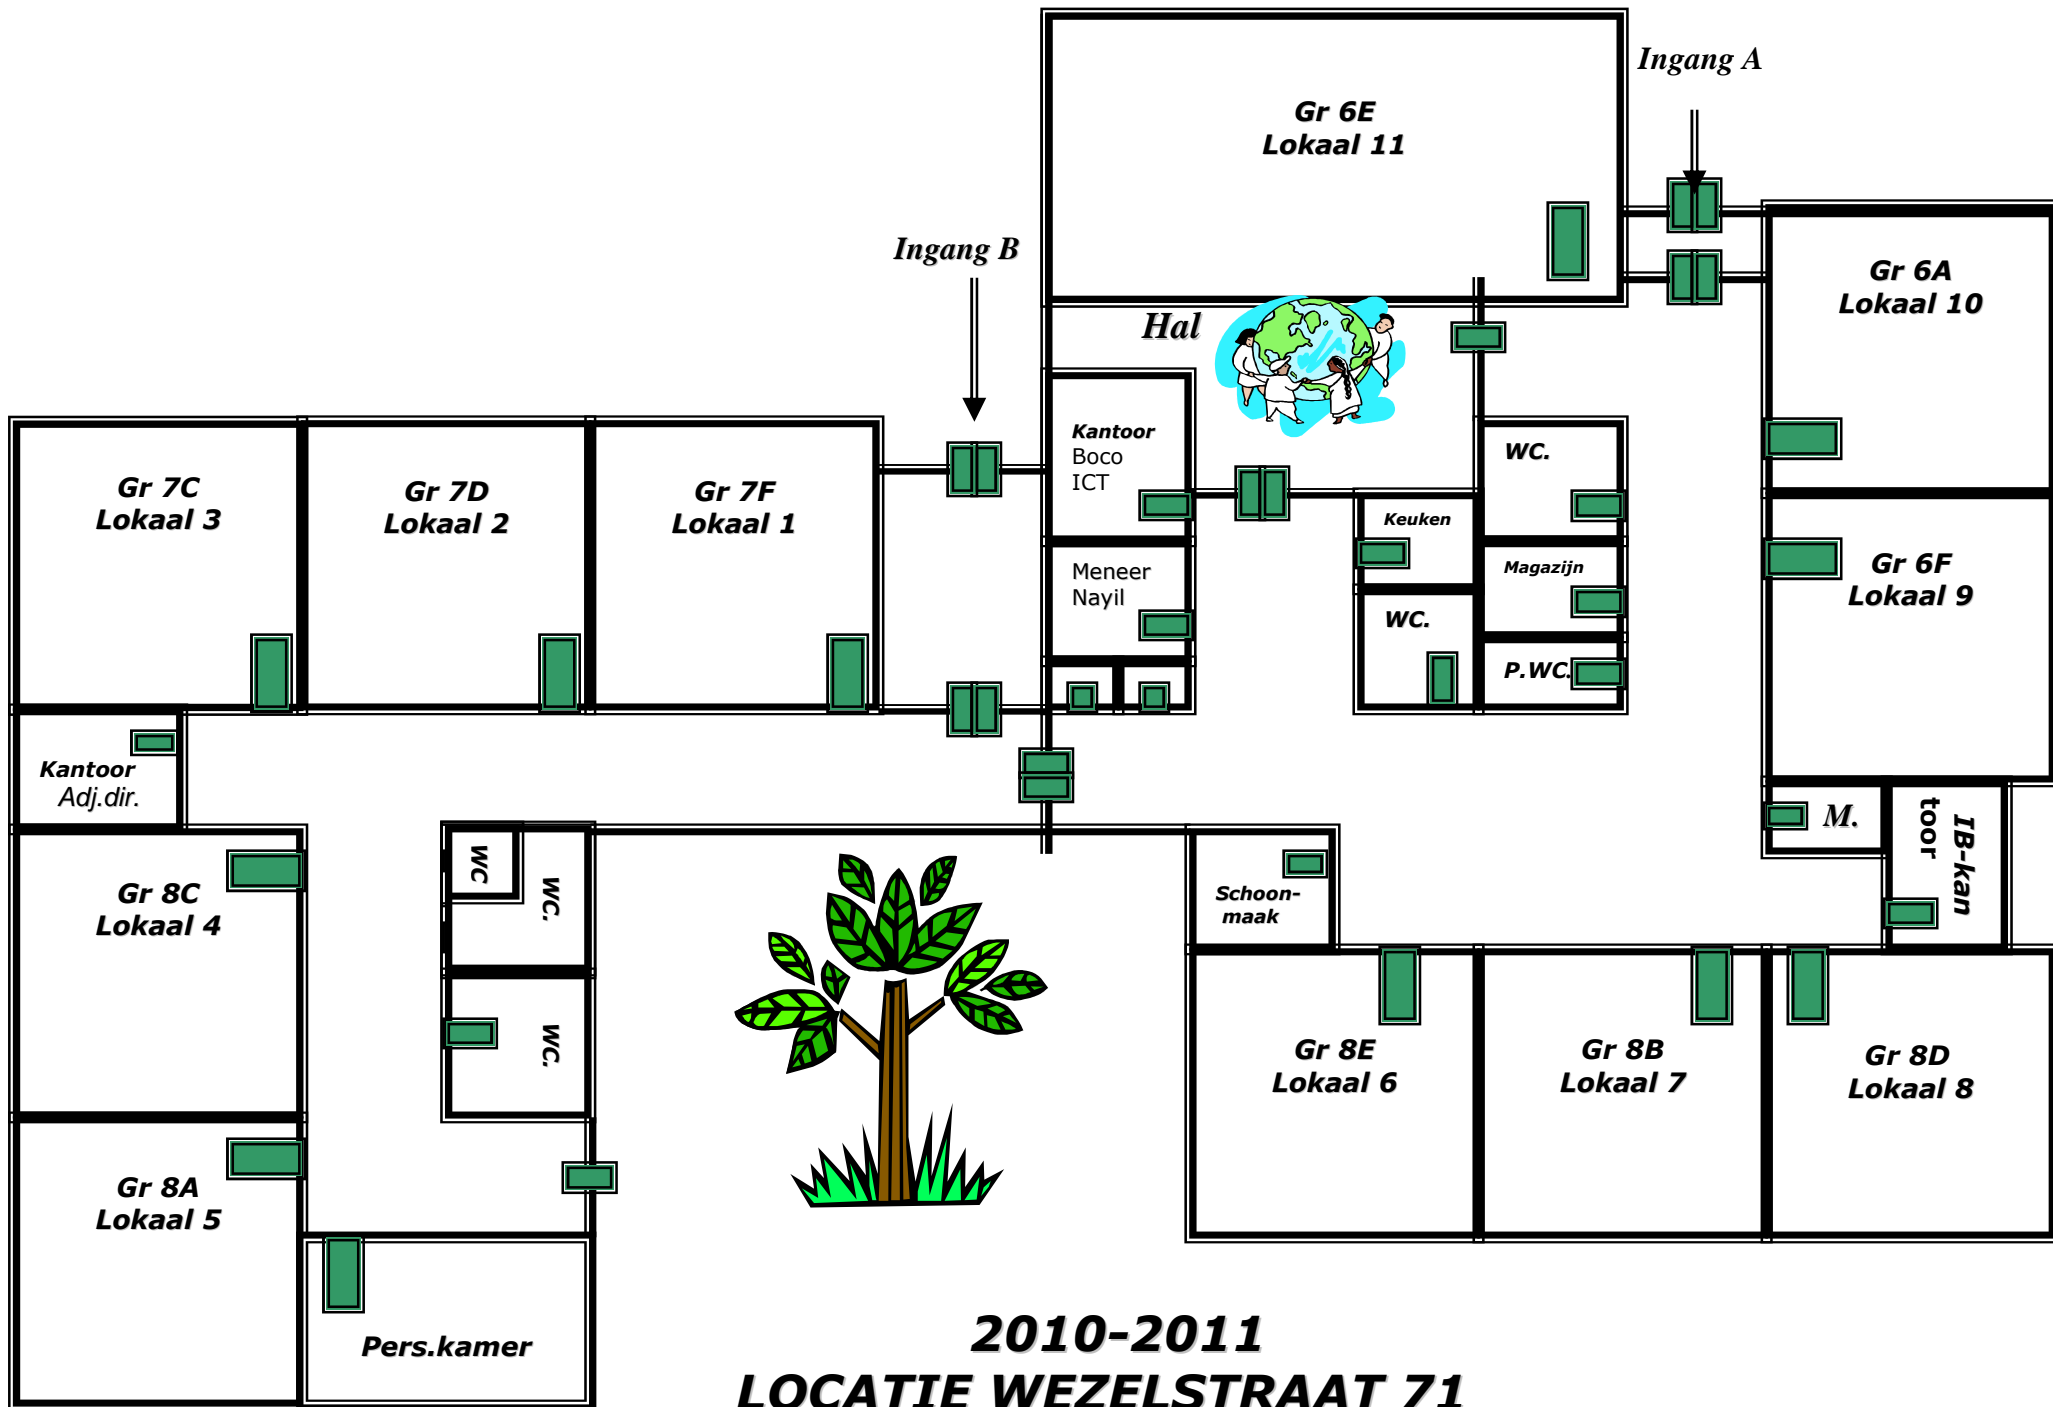 Ingang A
Gr 6E
Lokaal 11
Ingang B
Gr 6A
Lokaal 10
Hal
Kantoor
Boco
ICT
WC.
Gr 7C
Lokaal 3
Gr 7D
Lokaal 2
Gr 7F
Lokaal 1
Keuken
Meneer
Nayil
Magazijn
Gr 6F
Lokaal 9
WC.
P.WC.
Kantoor
Adj.dir.
M.
IB-kan
toor
WC
WC.
Gr 8C
Lokaal 4
Schoon-
maak
WC.
Gr 8E
Lokaal 6
Gr 8B
Lokaal 7
Gr 8D
Lokaal 8
Gr 8A
Lokaal 5
Pers.kamer
2010-2011
LOCATIE WEZELSTRAAT 71